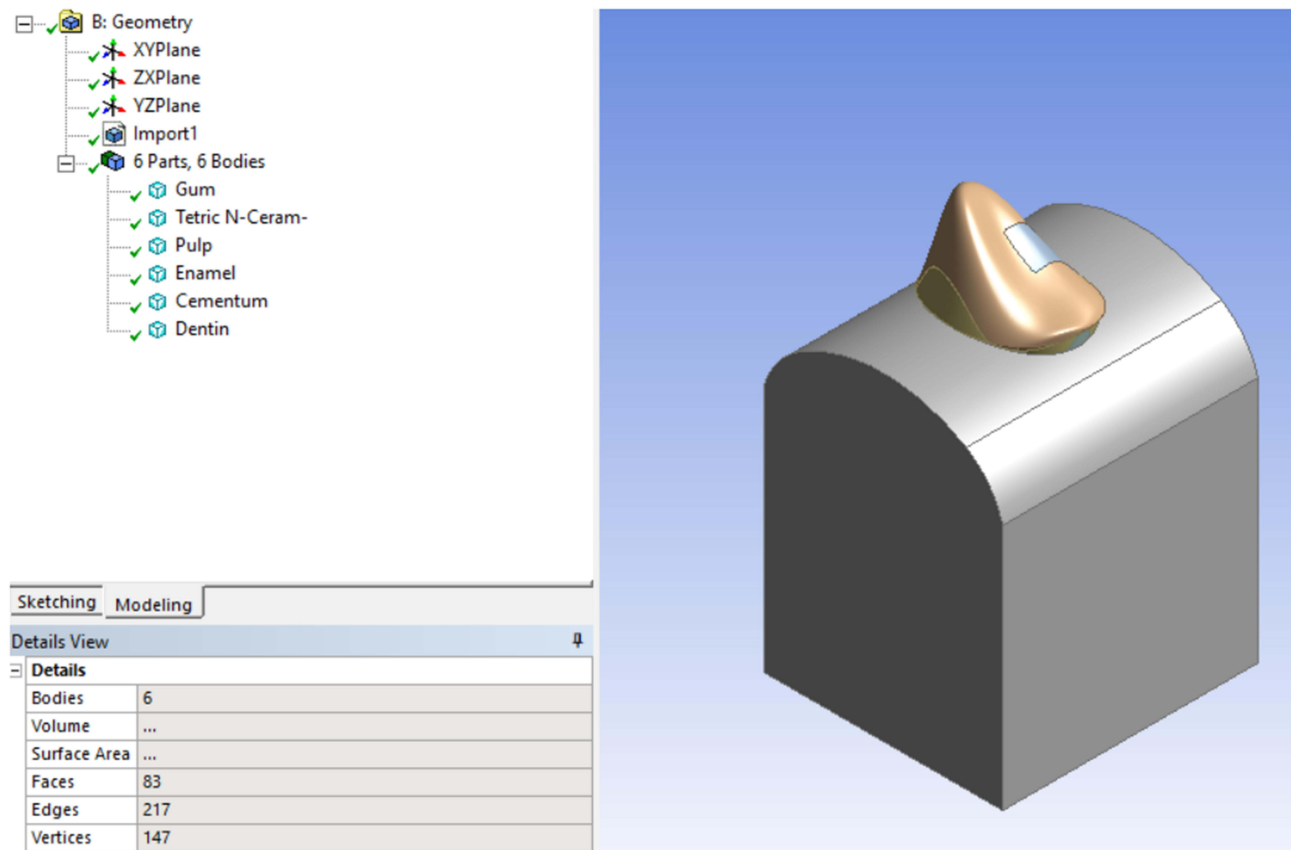 B: Geometry
XYPlane
ZXPlane
YZPlane
Import1
6 Parts, 6 Bodies
Gum
Tetric N-Ceram-
Pulp
Enamel
Cementum
Dentin
Sketching Modeling
Details View
Details
Bodies 6
Volume ...
Surface Area ...
Faces 83
Edges 217
Vertices 147